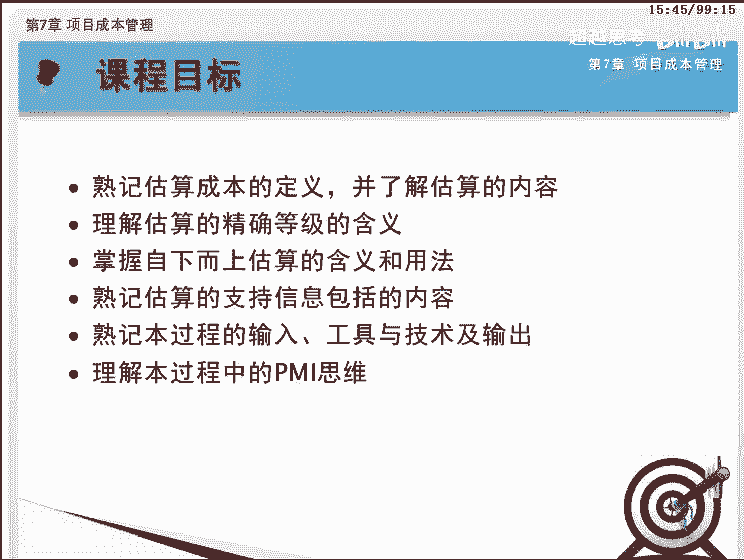 15:45/99:15
第7章 项目成本管理
超越思考 bilibili
课程目标
第7章 项目成本管理
• 熟记估算成本的定义，并了解估算的内容
• 理解估算的精确等级的含义
• 掌握自下而上估算的含义和用法
• 熟记估算的支持信息包括的内容
• 熟记本过程的输入、工具与技术及输出
• 理解本过程中的PMI思维